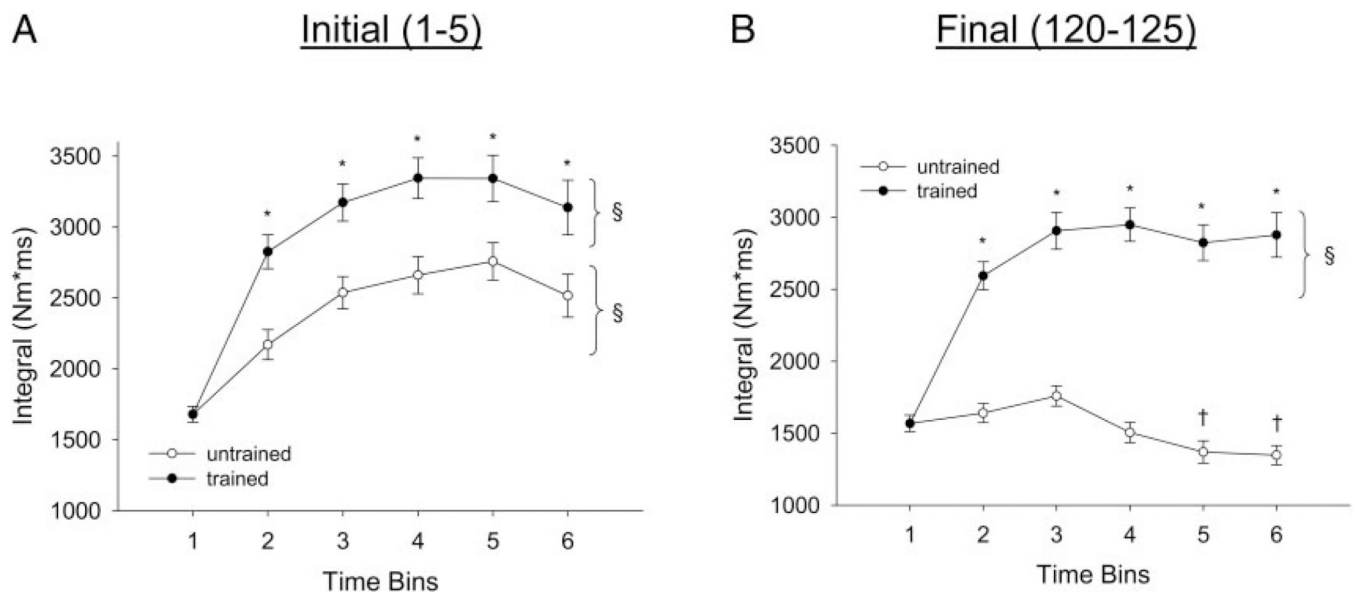 A
Initial (1-5)
Integral (Nm*ms)
3500
3000
2500
2000
1500
1000
*
*
*
*
*
§
§
untrained
trained
1 2 3 4 5 6
Time Bins
B
Final (120-125)
Integral (Nm*ms)
3500
3000
2500
2000
1500
1000
untrained
trained
*
*
*
*
*
§
†
†
1 2 3 4 5 6
Time Bins